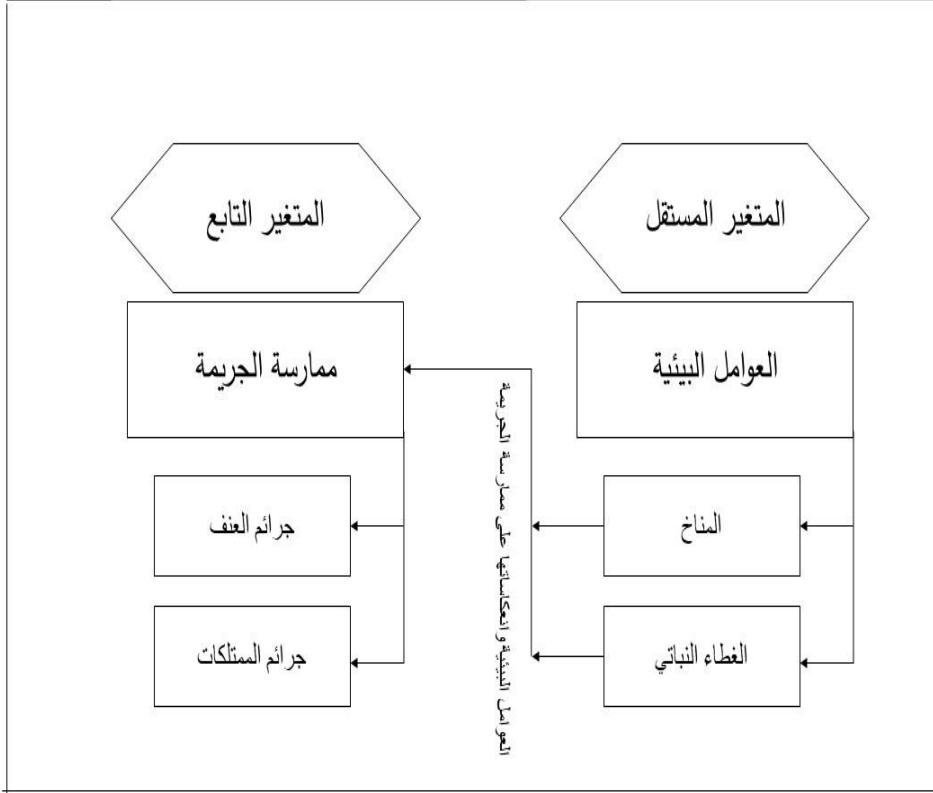 المتغير المستقل
المتغير التابع
العوامل البيئية
ممارسة الجريمة
العوامل البيئية وانعكاساتها على ممارسة الجريمة
المناخ
جرائم العنف
الغطاء النباتي
جرائم الممتلكات